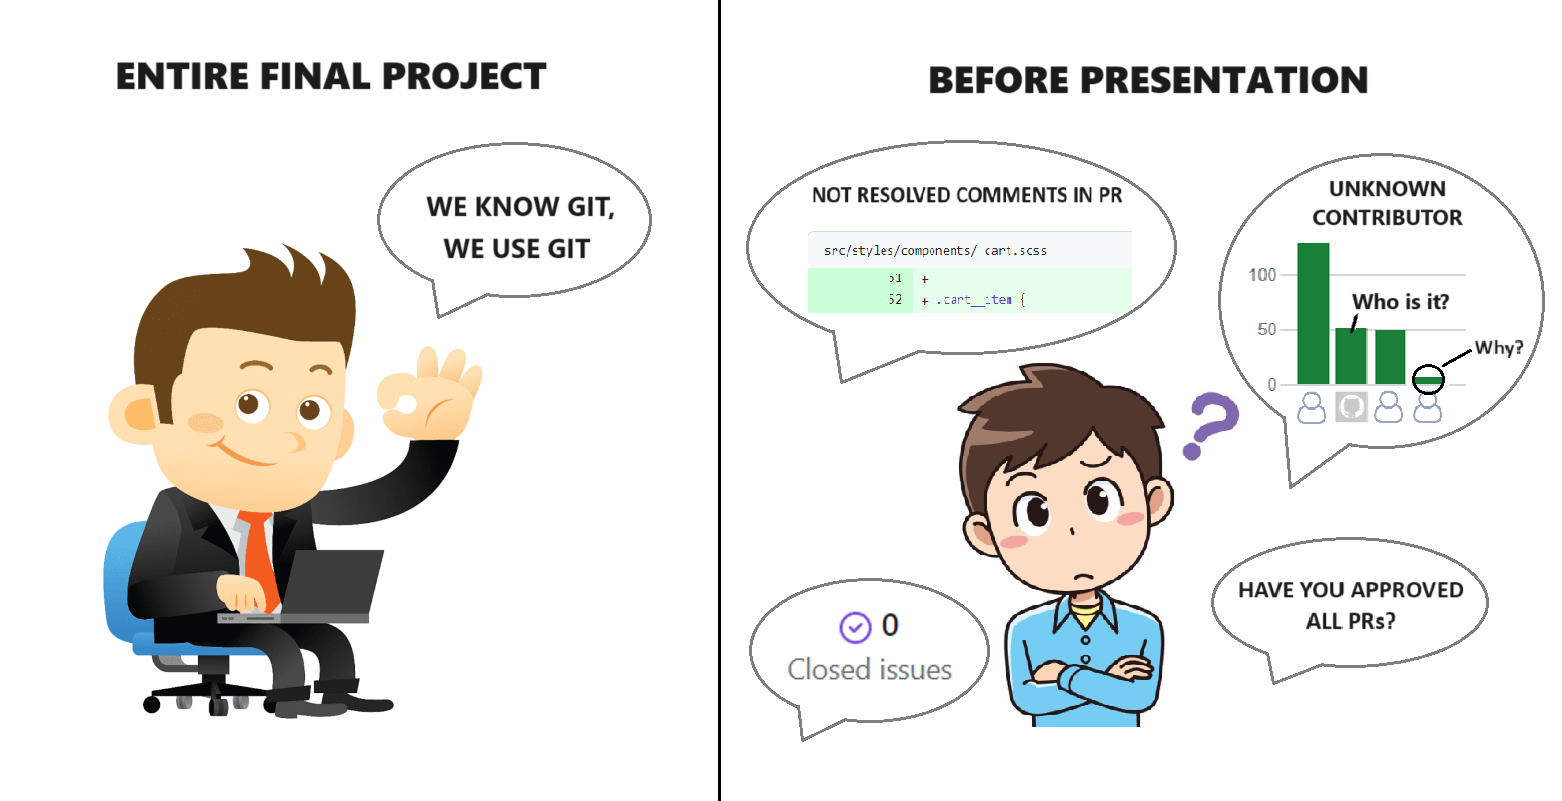 ENTIRE FINAL PROJECT
WE KNOW GIT,
WE USE GIT
BEFORE PRESENTATION
NOT RESOLVED COMMENTS IN PR
src/styles/components/ cart.scss
51 +
52 + .cart__item {
UNKNOWN
CONTRIBUTOR
100
Who is it?
50
Why?
0
HAVE YOU APPROVED
ALL PRs?
0
Closed issues